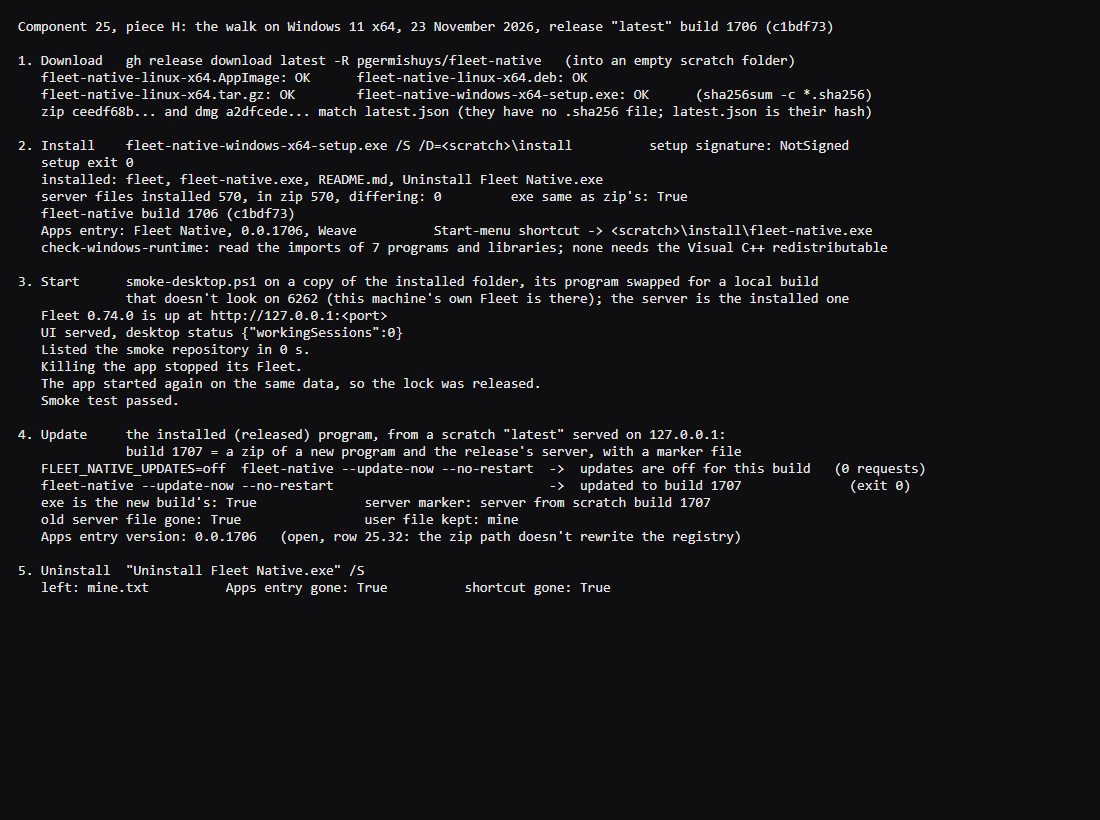 Component 25, piece H: the walk on Windows 11 x64, 23 November 2026, release "latest" build 1706 (c1bdf73)
1. Download   gh release download latest -R pgermishuys/fleet-native   (into an empty scratch folder)
fleet-native-linux-x64.AppImage: OK      fleet-native-linux-x64.deb: OK
fleet-native-linux-x64.tar.gz: OK        fleet-native-windows-x64-setup.exe: OK      (sha256sum -c *.sha256)
zip ceedf68b... and dmg a2dfcede... match latest.json (they have no .sha256 file; latest.json is their hash)
2. Install    fleet-native-windows-x64-setup.exe /S /D=<scratch>\install          setup signature: NotSigned
setup exit 0
installed: fleet, fleet-native.exe, README.md, Uninstall Fleet Native.exe
server files installed 570, in zip 570, differing: 0         exe same as zip's: True
fleet-native build 1706 (c1bdf73)
Apps entry: Fleet Native, 0.0.1706, Weave          Start-menu shortcut -> <scratch>\install\fleet-native.exe
check-windows-runtime: read the imports of 7 programs and libraries; none needs the Visual C++ redistributable
3. Start      smoke-desktop.ps1 on a copy of the installed folder, its program swapped for a local build
that doesn't look on 6262 (this machine's own Fleet is there); the server is the installed one
Fleet 0.74.0 is up at http://127.0.0.1:<port>
UI served, desktop status {"workingSessions":0}
Listed the smoke repository in 0 s.
Killing the app stopped its Fleet.
The app started again on the same data, so the lock was released.
Smoke test passed.
4. Update     the installed (released) program, from a scratch "latest" served on 127.0.0.1:
build 1707 = a zip of a new program and the release's server, with a marker file
FLEET_NATIVE_UPDATES=off  fleet-native --update-now --no-restart  ->  updates are off for this build   (0 requests)
fleet-native --update-now --no-restart                            ->  updated to build 1707              (exit 0)
exe is the new build's: True              server marker: server from scratch build 1707
old server file gone: True                user file kept: mine
Apps entry version: 0.0.1706   (open, row 25.32: the zip path doesn't rewrite the registry)
5. Uninstall  "Uninstall Fleet Native.exe" /S
left: mine.txt          Apps entry gone: True          shortcut gone: True